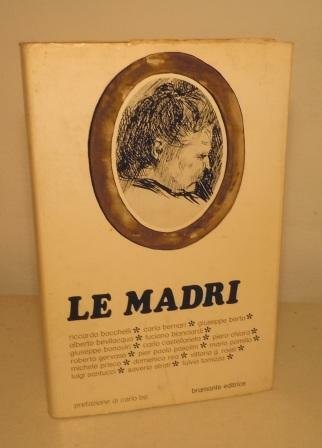 LE MADRI
riccardo bacchelli * carlo bernari * giuseppe berto *
alberto bevilacqua * luciano bianciardi *
giuseppe bonaviri * carlo castellaneta * piero chiara *
roberto gervaso * pier paolo pasolini * mario pomilio *
michele prisco * domenico rea * vittorio g. rossi *
luigi santucci * saverio strati * fulvio tomizza
prefazione di carlo bo
bramante editrice